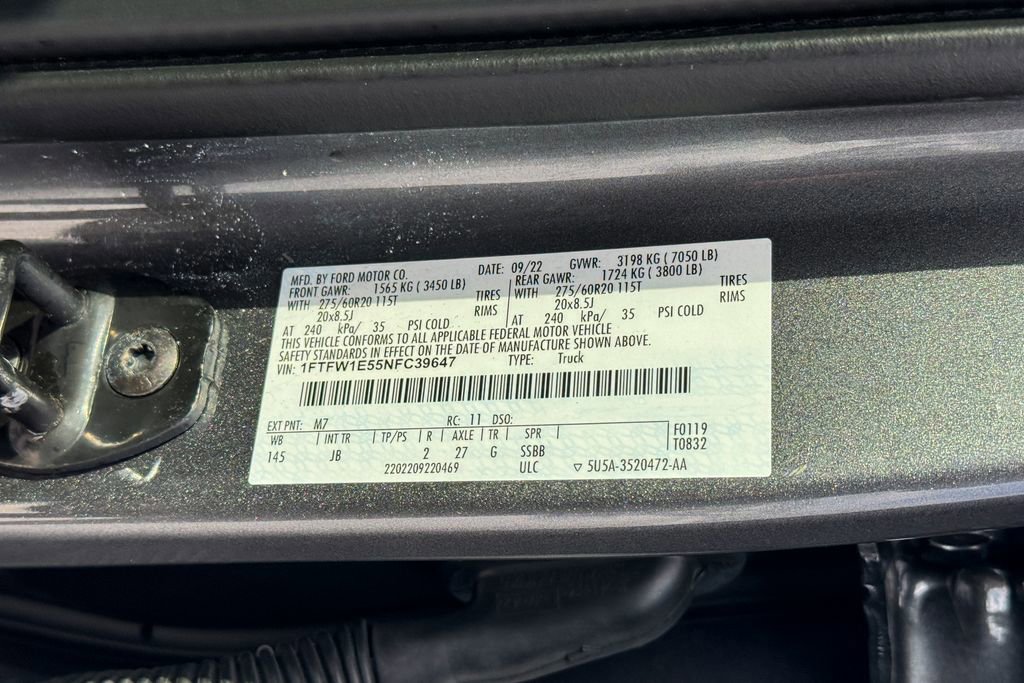 MFD. BY FORD MOTOR CO. DATE: 09/22 GVWR: 3198 KG ( 7050 LB)
FRONT GAWR: 1565 KG ( 3450 LB) REAR GAWR: 1724 KG ( 3800 LB)
WITH 275/60R20 115T TIRES WITH 275/60R20 115T TIRES
20x8.5J RIMS 20x8.5J RIMS
AT 240 kPa/ 35 PSI COLD AT 240 kPa/ 35 PSI COLD
THIS VEHICLE CONFORMS TO ALL APPLICABLE FEDERAL MOTOR VEHICLE
SAFETY STANDARDS IN EFFECT ON THE DATE OF MANUFACTURE SHOWN ABOVE.
VIN: 1FTFW1E55NFC39647 TYPE: Truck
EXT PNT: M7 RC: 11 DSO:
WB INT TR TP/PS R AXLE TR SPR F0119
145 JB 2 27 G SSBB T0832
2202209220469 ULC ▽ 5U5A-3520472-AA